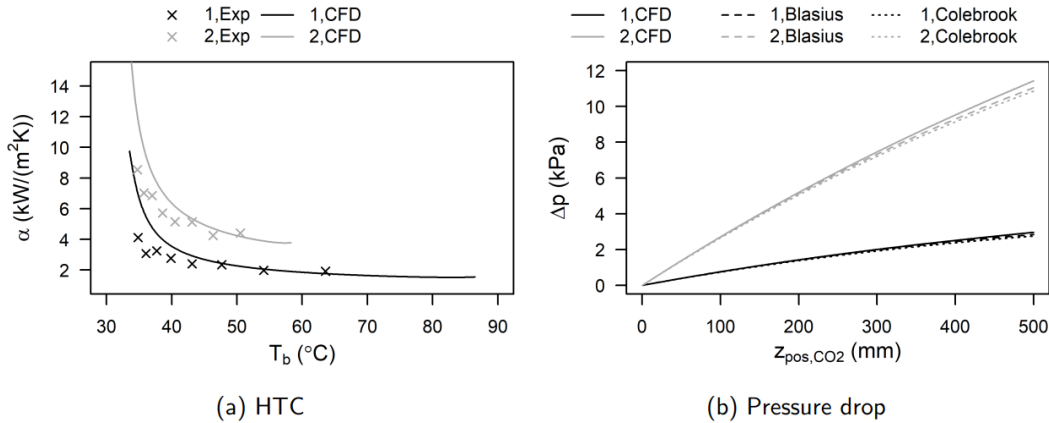 1,Exp 1,CFD
2,Exp 2,CFD
α (kW/(m²K))
14
12
10
8
6
4
2
30 40 50 60 70 80 90
T_b (°C)
(a) HTC
1,CFD 1,Blasius 1,Colebrook
2,CFD 2,Blasius 2,Colebrook
Δp (kPa)
12
10
8
6
4
2
0
0 100 200 300 400 500
z_pos,CO2 (mm)
(b) Pressure drop